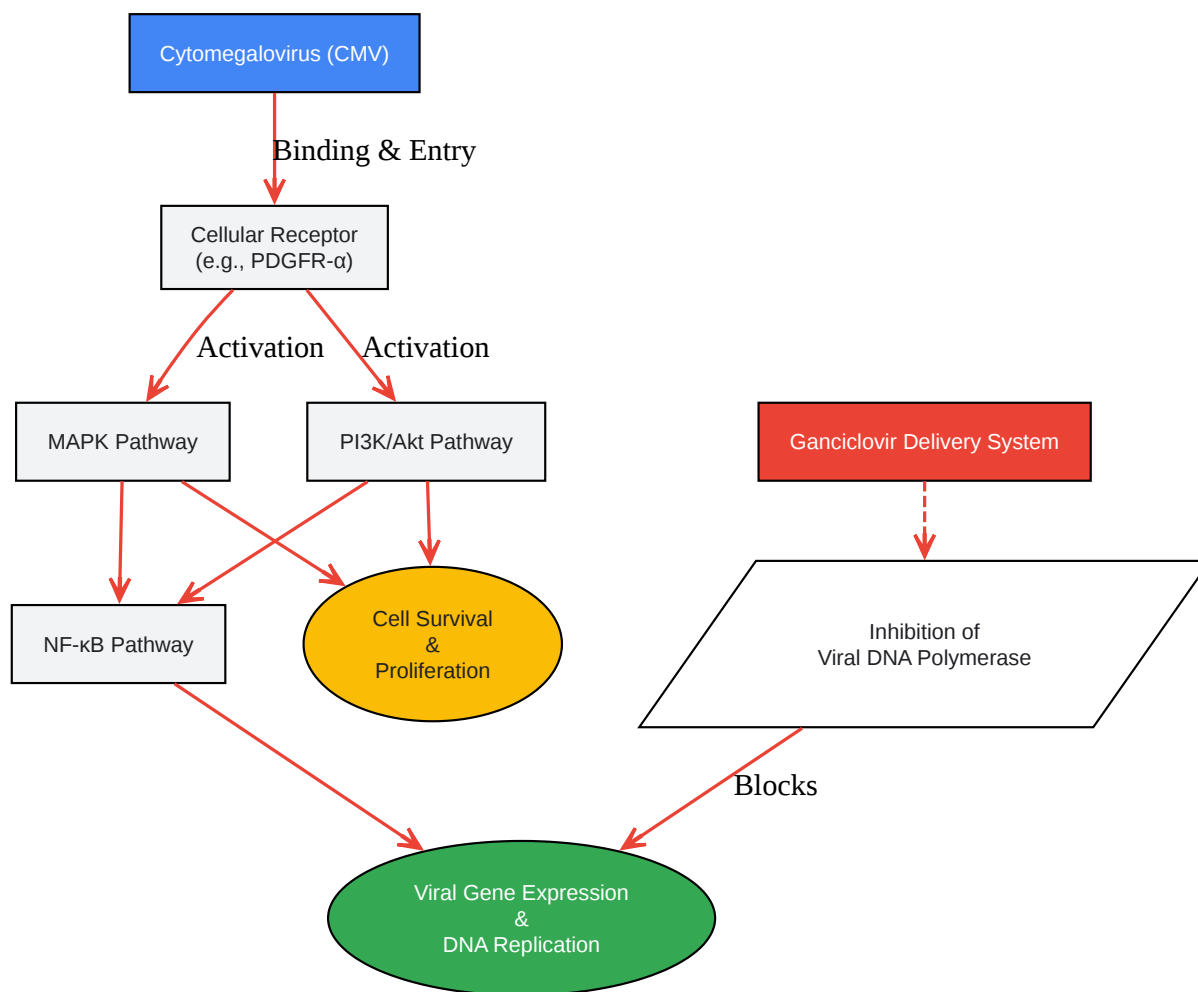 Cytomegalovirus (CMV)
Binding & Entry
Cellular Receptor
(e.g., PDGFR-α)
Activation
Activation
MAPK Pathway
PI3K/Akt Pathway
Ganciclovir Delivery System
NF-κB Pathway
Cell Survival
&
Proliferation
Inhibition of
Viral DNA Polymerase
Blocks
Viral Gene Expression
&
DNA Replication